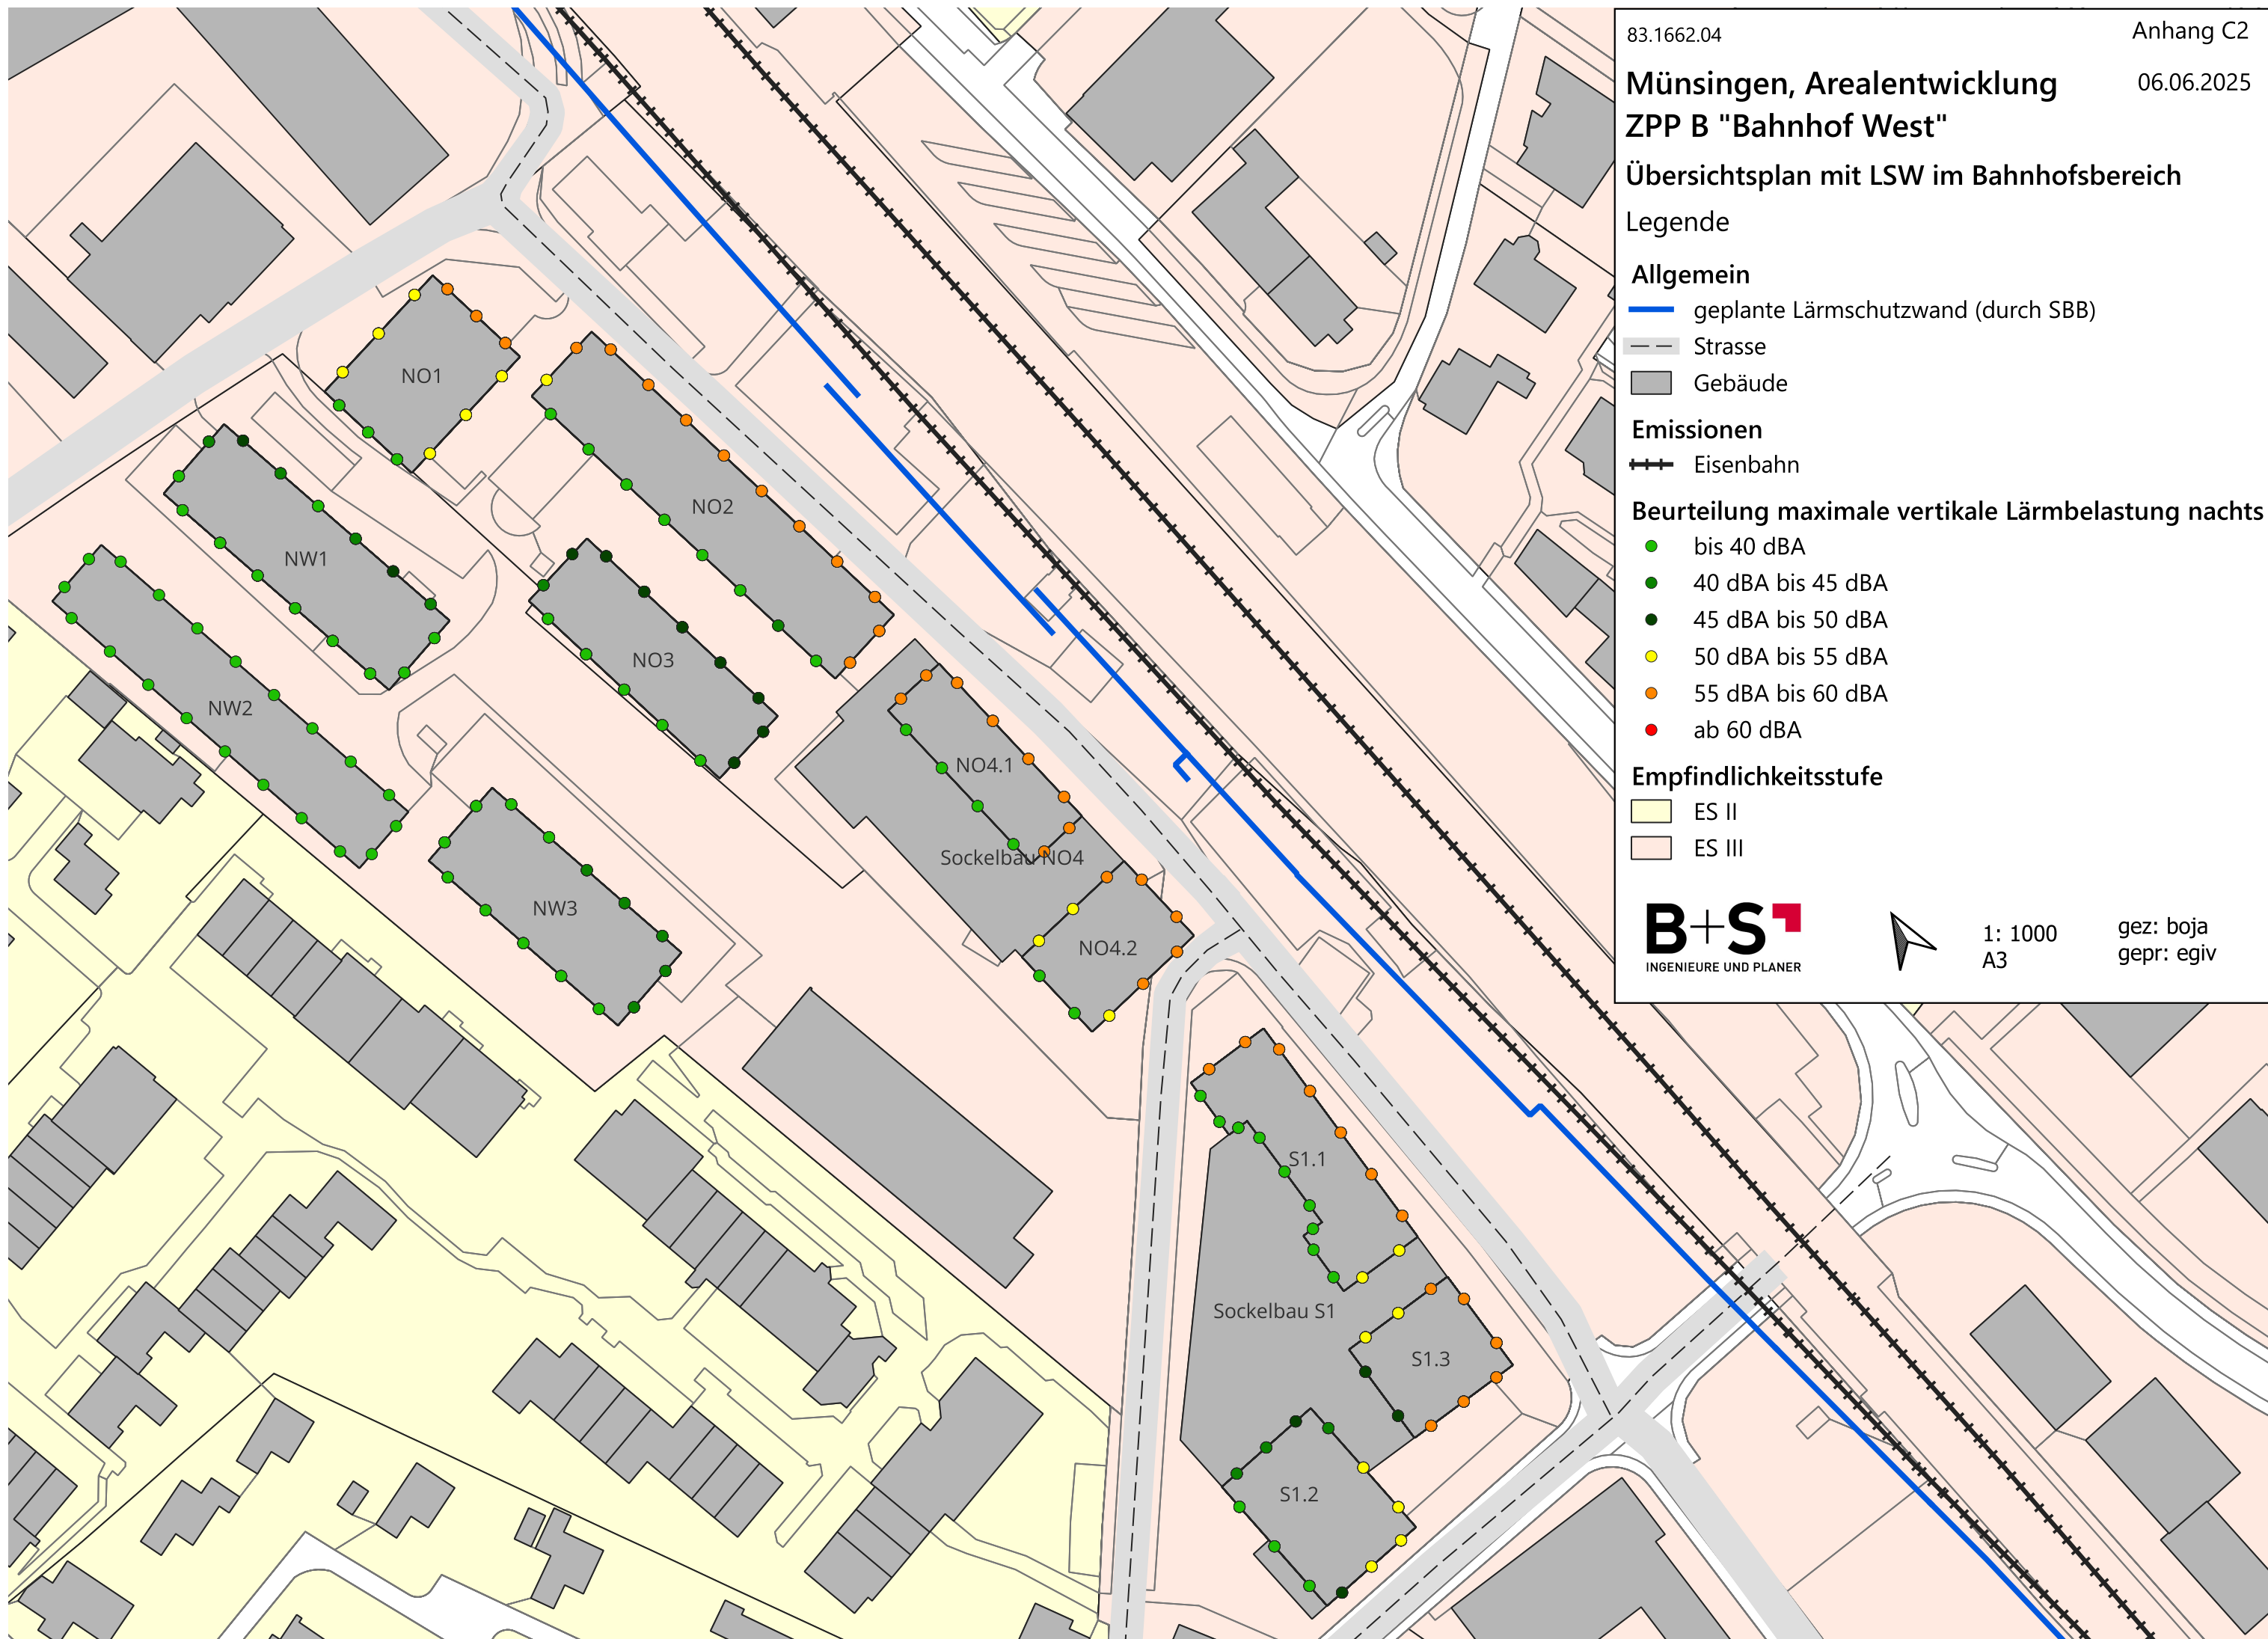 83.1662.04
Anhang C2
Münsingen, Arealentwicklung
06.06.2025
ZPP B "Bahnhof West"
Übersichtsplan mit LSW im Bahnhofsbereich
Legende
Allgemein
geplante Lärmschutzwand (durch SBB)
Strasse
Gebäude
Emissionen
Eisenbahn
Beurteilung maximale vertikale Lärmbelastung nachts
bis 40 dBA
40 dBA bis 45 dBA
45 dBA bis 50 dBA
50 dBA bis 55 dBA
55 dBA bis 60 dBA
ab 60 dBA
Empfindlichkeitsstufe
ES II
ES III
B+S
INGENIEURE UND PLANER
1: 1000
A3
gez: boja
gepr: egiv
NO1
NO2
NW1
NO3
NW2
NO4.1
Sockelbau NO4
NW3
NO4.2
S1.1
Sockelbau S1
S1.3
S1.2